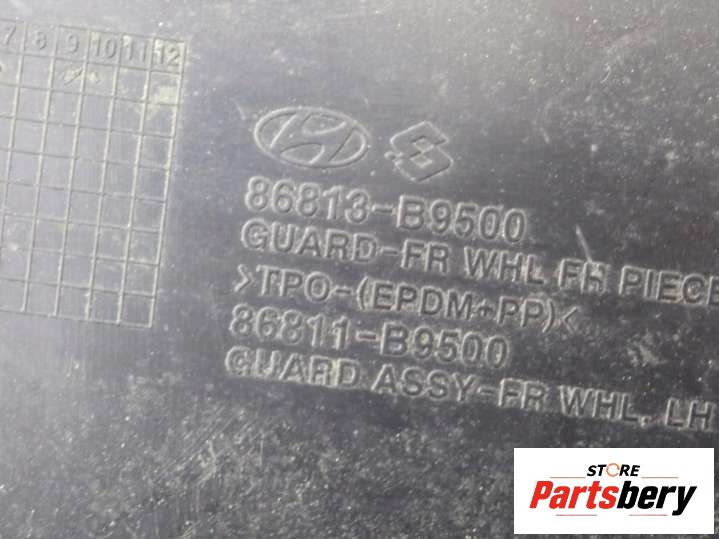 7 8 9 10 11 12
86813-B9500
GUARD-FR WHL FH PIECE
>TPO-(EPDM+PP)<
86811-B9500
GUARD ASSY-FR WHL, LH
STORE
Partsbery